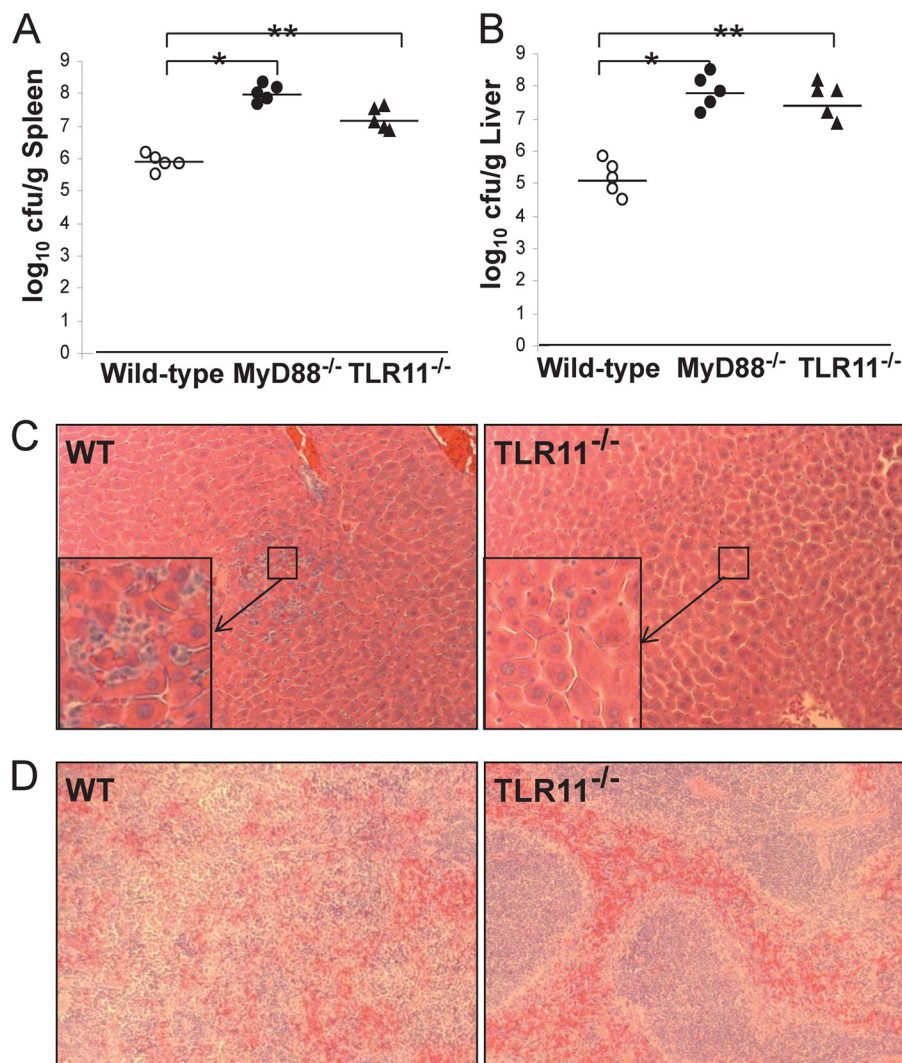 A
**
*
log10 cfu/g Spleen
9
8
7
6
5
4
3
2
1
0
Wild-type MyD88-/- TLR11-/-
B
**
*
log10 cfu/g Liver
9
8
7
6
5
4
3
2
1
0
Wild-type MyD88-/- TLR11-/-
C
WT
TLR11-/-
D
WT
TLR11-/-